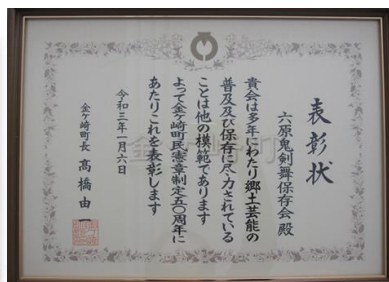 表彰状
六原鬼剣舞保存会 殿
貴会は多年にわたり郷土芸能の
普及及び保存に尽力されている
ことは他の模範であります
よって金ケ崎町民憲章制定五〇周年に
あたりこれを表彰します
令和三年一月六日
金ケ崎町長 髙橋由一